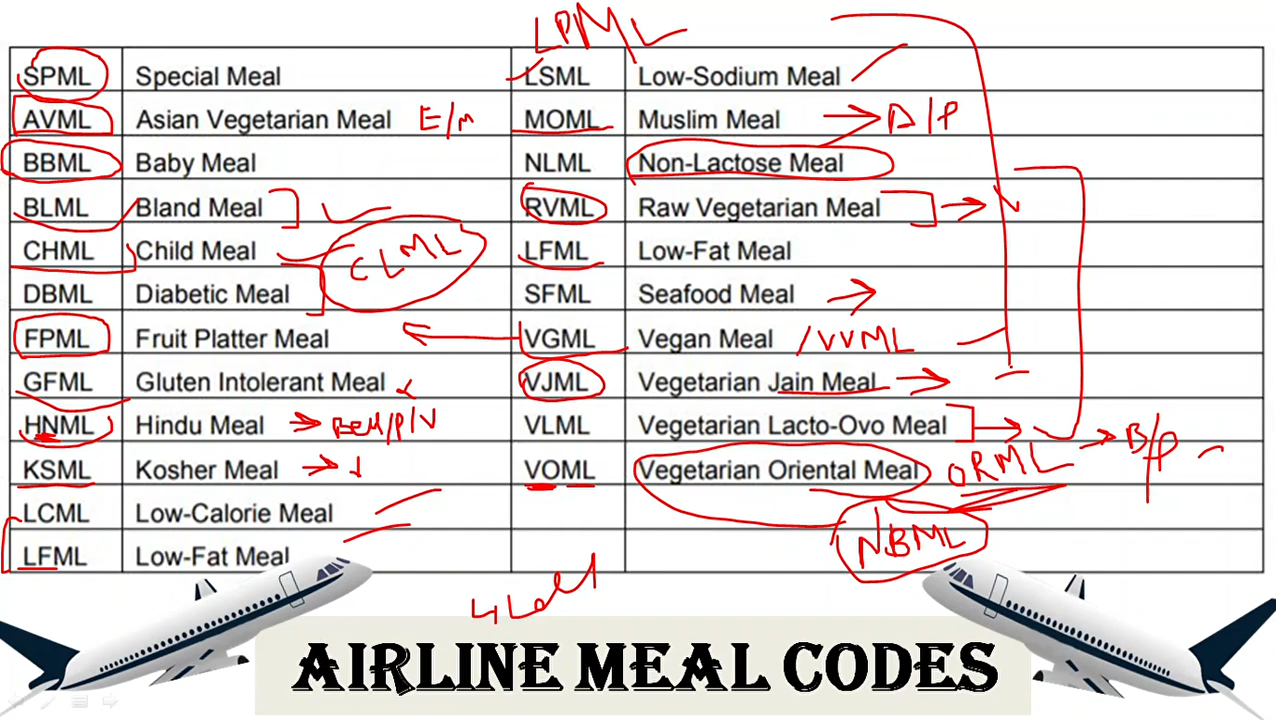 LPML
SPML Special Meal LSML Low-Sodium Meal
AVML Asian Vegetarian Meal E/M MOML Muslim Meal → B/P
BBML Baby Meal NLML Non-Lactose Meal
BLML Bland Meal RVML Raw Vegetarian Meal
CHML Child Meal CLML LFML Low-Fat Meal
DBML Diabetic Meal SFML Seafood Meal
FPML Fruit Platter Meal VGML Vegan Meal /VVML
GFML Gluten Intolerant Meal VJML Vegetarian Jain Meal
HNML Hindu Meal VLML Vegetarian Lacto-Ovo Meal
KSML Kosher Meal VOML Vegetarian Oriental Meal ORML → B/P
LCML Low-Calorie Meal NBML
LFML Low-Fat Meal
AIRLINE MEAL CODES